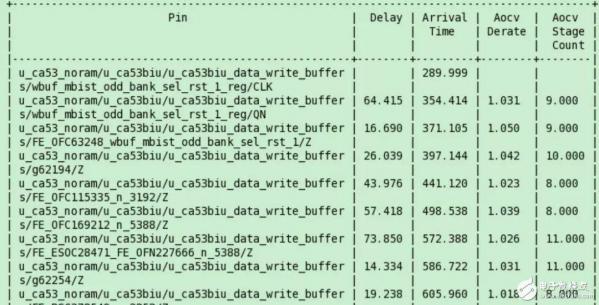 Pin | Delay | Arrival | Aocv | Aocv
Time | Derate | Stage
Count
u_ca53_noram/u_ca53biu/u_ca53biu_data_write_buffer | | 289.999
s/wbuf_mbist_odd_bank_sel_rst_1_reg/CLK
u_ca53_noram/u_ca53biu/u_ca53biu_data_write_buffer | 64.415 | 354.414 | 1.031 | 9.000
s/wbuf_mbist_odd_bank_sel_rst_1_reg/QN
u_ca53_noram/u_ca53biu/u_ca53biu_data_write_buffer | 16.690 | 371.105 | 1.050 | 9.000
s/FE_OFC63248_wbuf_mbist_odd_bank_sel_rst_1/Z
u_ca53_noram/u_ca53biu/u_ca53biu_data_write_buffer | 26.039 | 397.144 | 1.042 | 10.000
s/g62194/Z
u_ca53_noram/u_ca53biu/u_ca53biu_data_write_buffer | 43.976 | 441.120 | 1.023 | 8.000
s/FE_OFC115335_n_3192/Z
u_ca53_noram/u_ca53biu/u_ca53biu_data_write_buffer | 57.418 | 498.538 | 1.039 | 8.000
s/FE_OFC169212_n_5388/Z
u_ca53_noram/u_ca53biu/u_ca53biu_data_write_buffer | 73.850 | 572.388 | 1.026 | 11.000
s/FE_ESOC28471_FE_OFN227666_n_5388/Z
u_ca53_noram/u_ca53biu/u_ca53biu_data_write_buffer | 14.334 | 586.722 | 1.031 | 11.000
s/g62254/Z
u_ca53_noram/u_ca53biu/u_ca53biu_data_write_buffer | 19.238 | 605.960 | 1.018 | 8.000